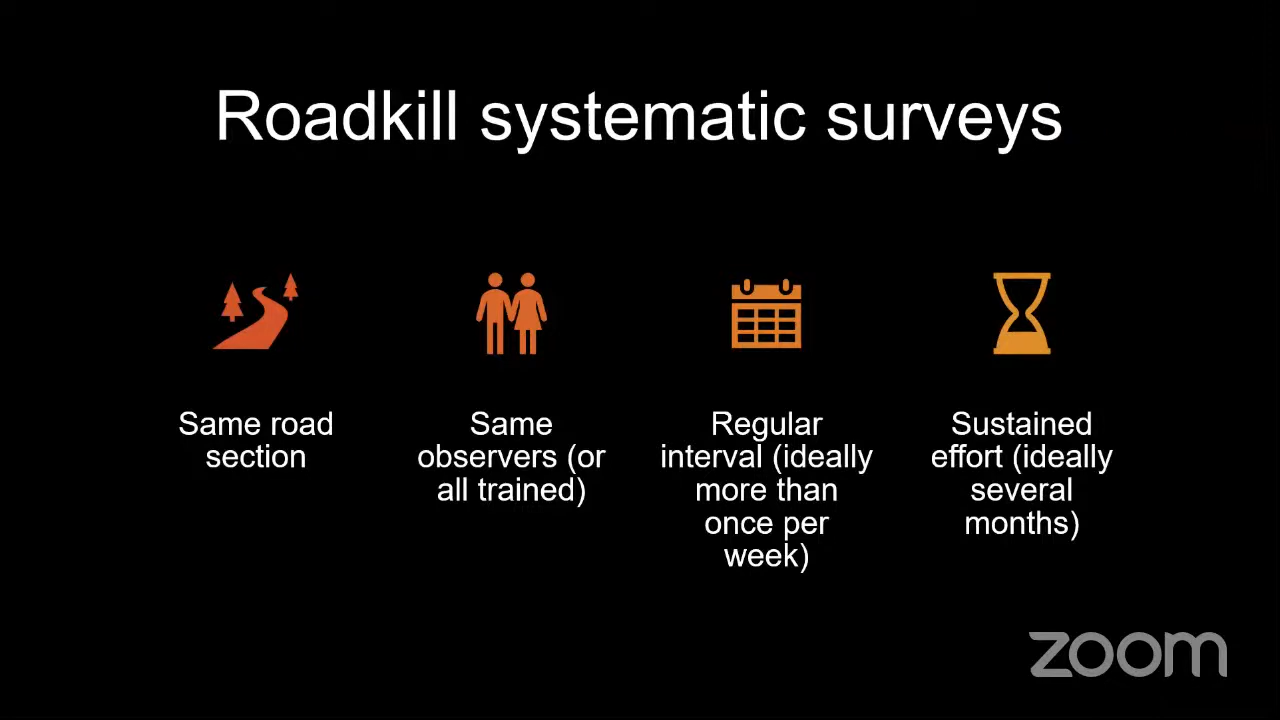 Roadkill systematic surveys
Same road
section
Same
observers (or
all trained)
Regular
interval (ideally
more than
once per
week)
Sustained
effort (ideally
several
months)
zoom